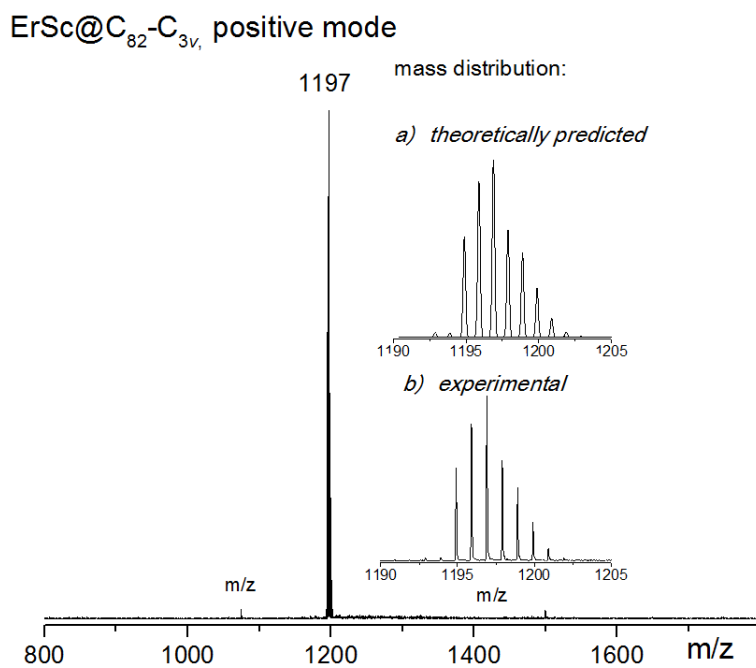 ErSc@C82-C3v, positive mode
mass distribution:
1197
a) theoretically predicted
1190 1195 1200 1205
b) experimental
1190 1195 1200 1205
m/z
m/z
800 1000 1200 1400 1600 m/z